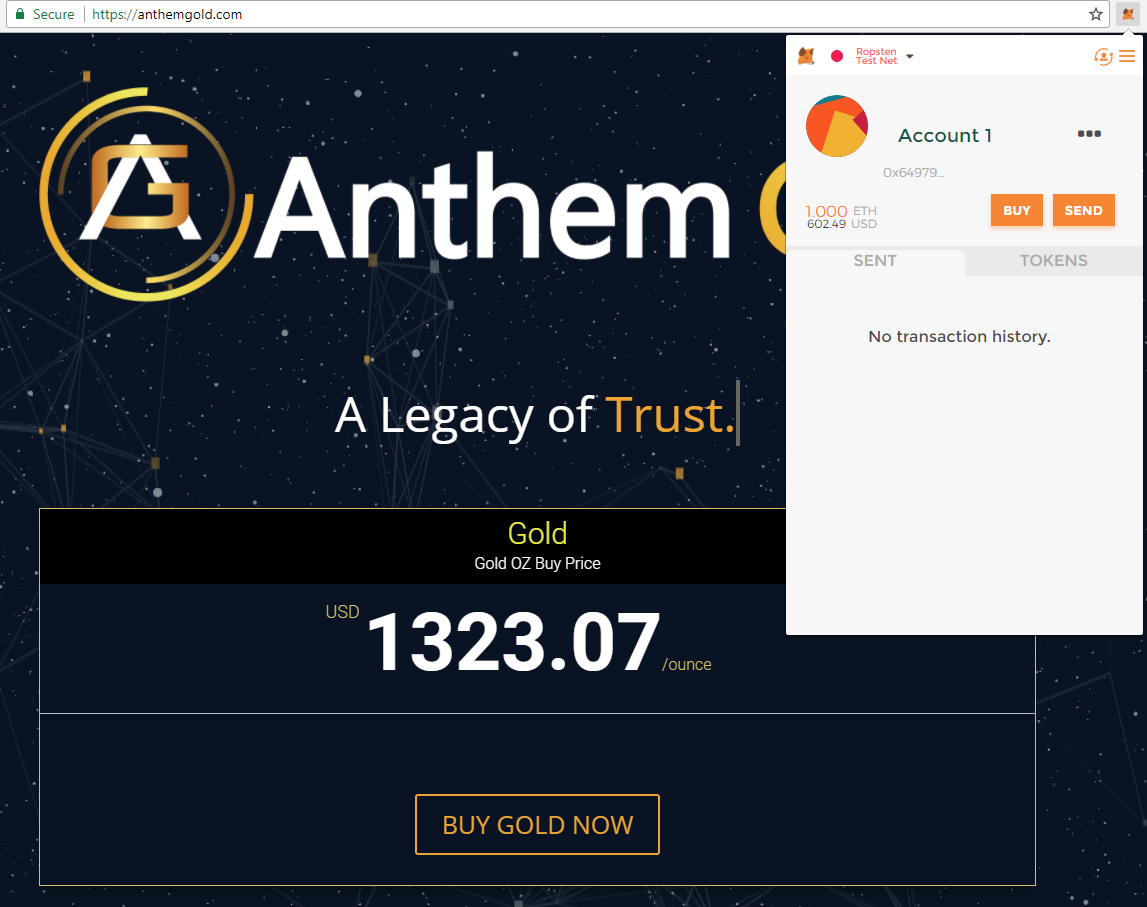 Secure https://anthemgold.com
Ropsten
Test Net
Account 1
0x64979...
1.000 ETH
602.49 USD
BUY SEND
SENT TOKENS
No transaction history.
AG Anthem
A Legacy of Trust.
Gold
Gold OZ Buy Price
USD 1323.07 /ounce
BUY GOLD NOW